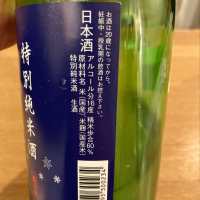 お酒は20歳になってから。
妊娠中・授乳期の飲酒はお控え下さい。
日本酒
アルコール分16度 精米歩合60%
原材料名 米(国産)、米麹(国産米)
特別純米酒 生酒
特別純米酒